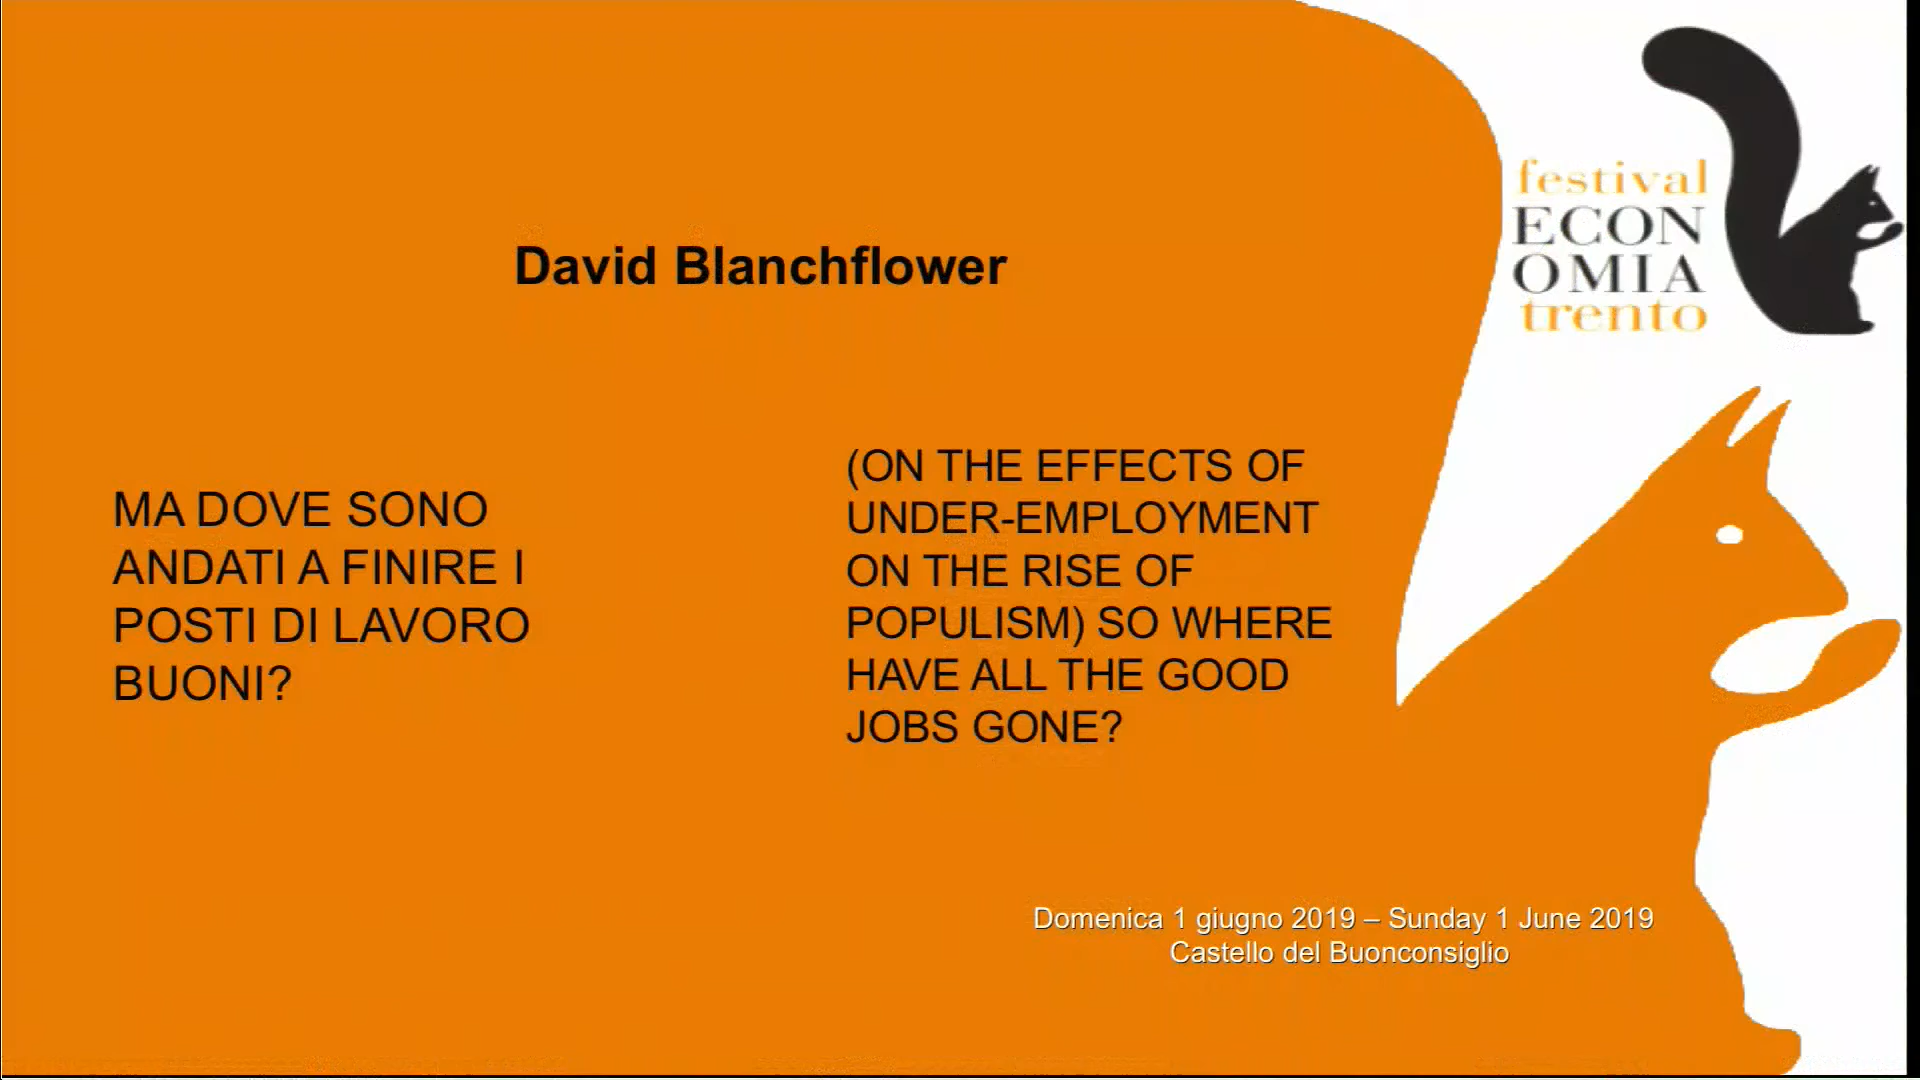 festival
ECON
OMIA
trento
David Blanchflower
MA DOVE SONO
ANDATI A FINIRE I
POSTI DI LAVORO
BUONI?
(ON THE EFFECTS OF
UNDER-EMPLOYMENT
ON THE RISE OF
POPULISM) SO WHERE
HAVE ALL THE GOOD
JOBS GONE?
Domenica 1 giugno 2019 – Sunday 1 June 2019
Castello del Buonconsiglio